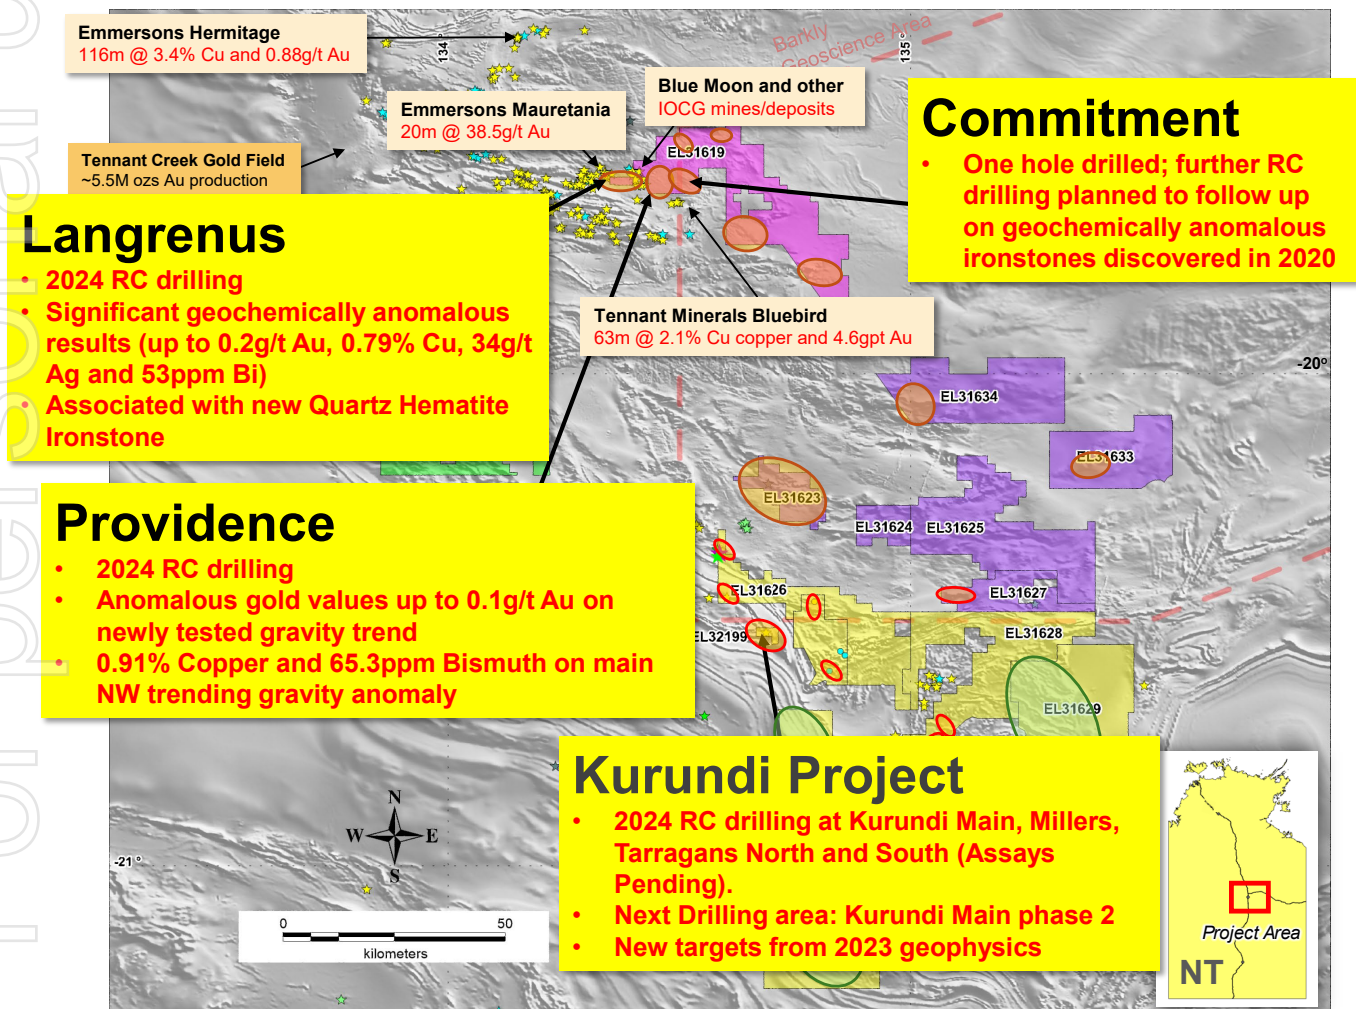 Emmersons Hermitage
116m @ 3.4% Cu and 0.88g/t Au
134 °
Barkly
Geoscience Area
135 °
Blue Moon and other
IOCG mines/deposits
Emmersons Mauretania
20m @ 38.5g/t Au
Tennant Creek Gold Field
~5.5M ozs Au production
EL31619
Commitment
• One hole drilled; further RC
drilling planned to follow up
on geochemically anomalous
ironstones discovered in 2020
Langrenus
• 2024 RC drilling
• Significant geochemically anomalous
results (up to 0.2g/t Au, 0.79% Cu, 34g/t
Ag and 53ppm Bi)
• Associated with new Quartz Hematite
Ironstone
Tennant Minerals Bluebird
63m @ 2.1% Cu copper and 4.6gpt Au
-20°
EL31634
EL31633
EL31623
EL31624
EL31625
EL31626
EL31627
EL31628
EL32199
EL31629
Providence
• 2024 RC drilling
• Anomalous gold values up to 0.1g/t Au on
newly tested gravity trend
• 0.91% Copper and 65.3ppm Bismuth on main
NW trending gravity anomaly
Kurundi Project
• 2024 RC drilling at Kurundi Main, Millers,
Tarragans North and South (Assays
Pending).
• Next Drilling area: Kurundi Main phase 2
• New targets from 2023 geophysics
N
W E
S
-21 °
0 50
kilometers
Project Area
NT